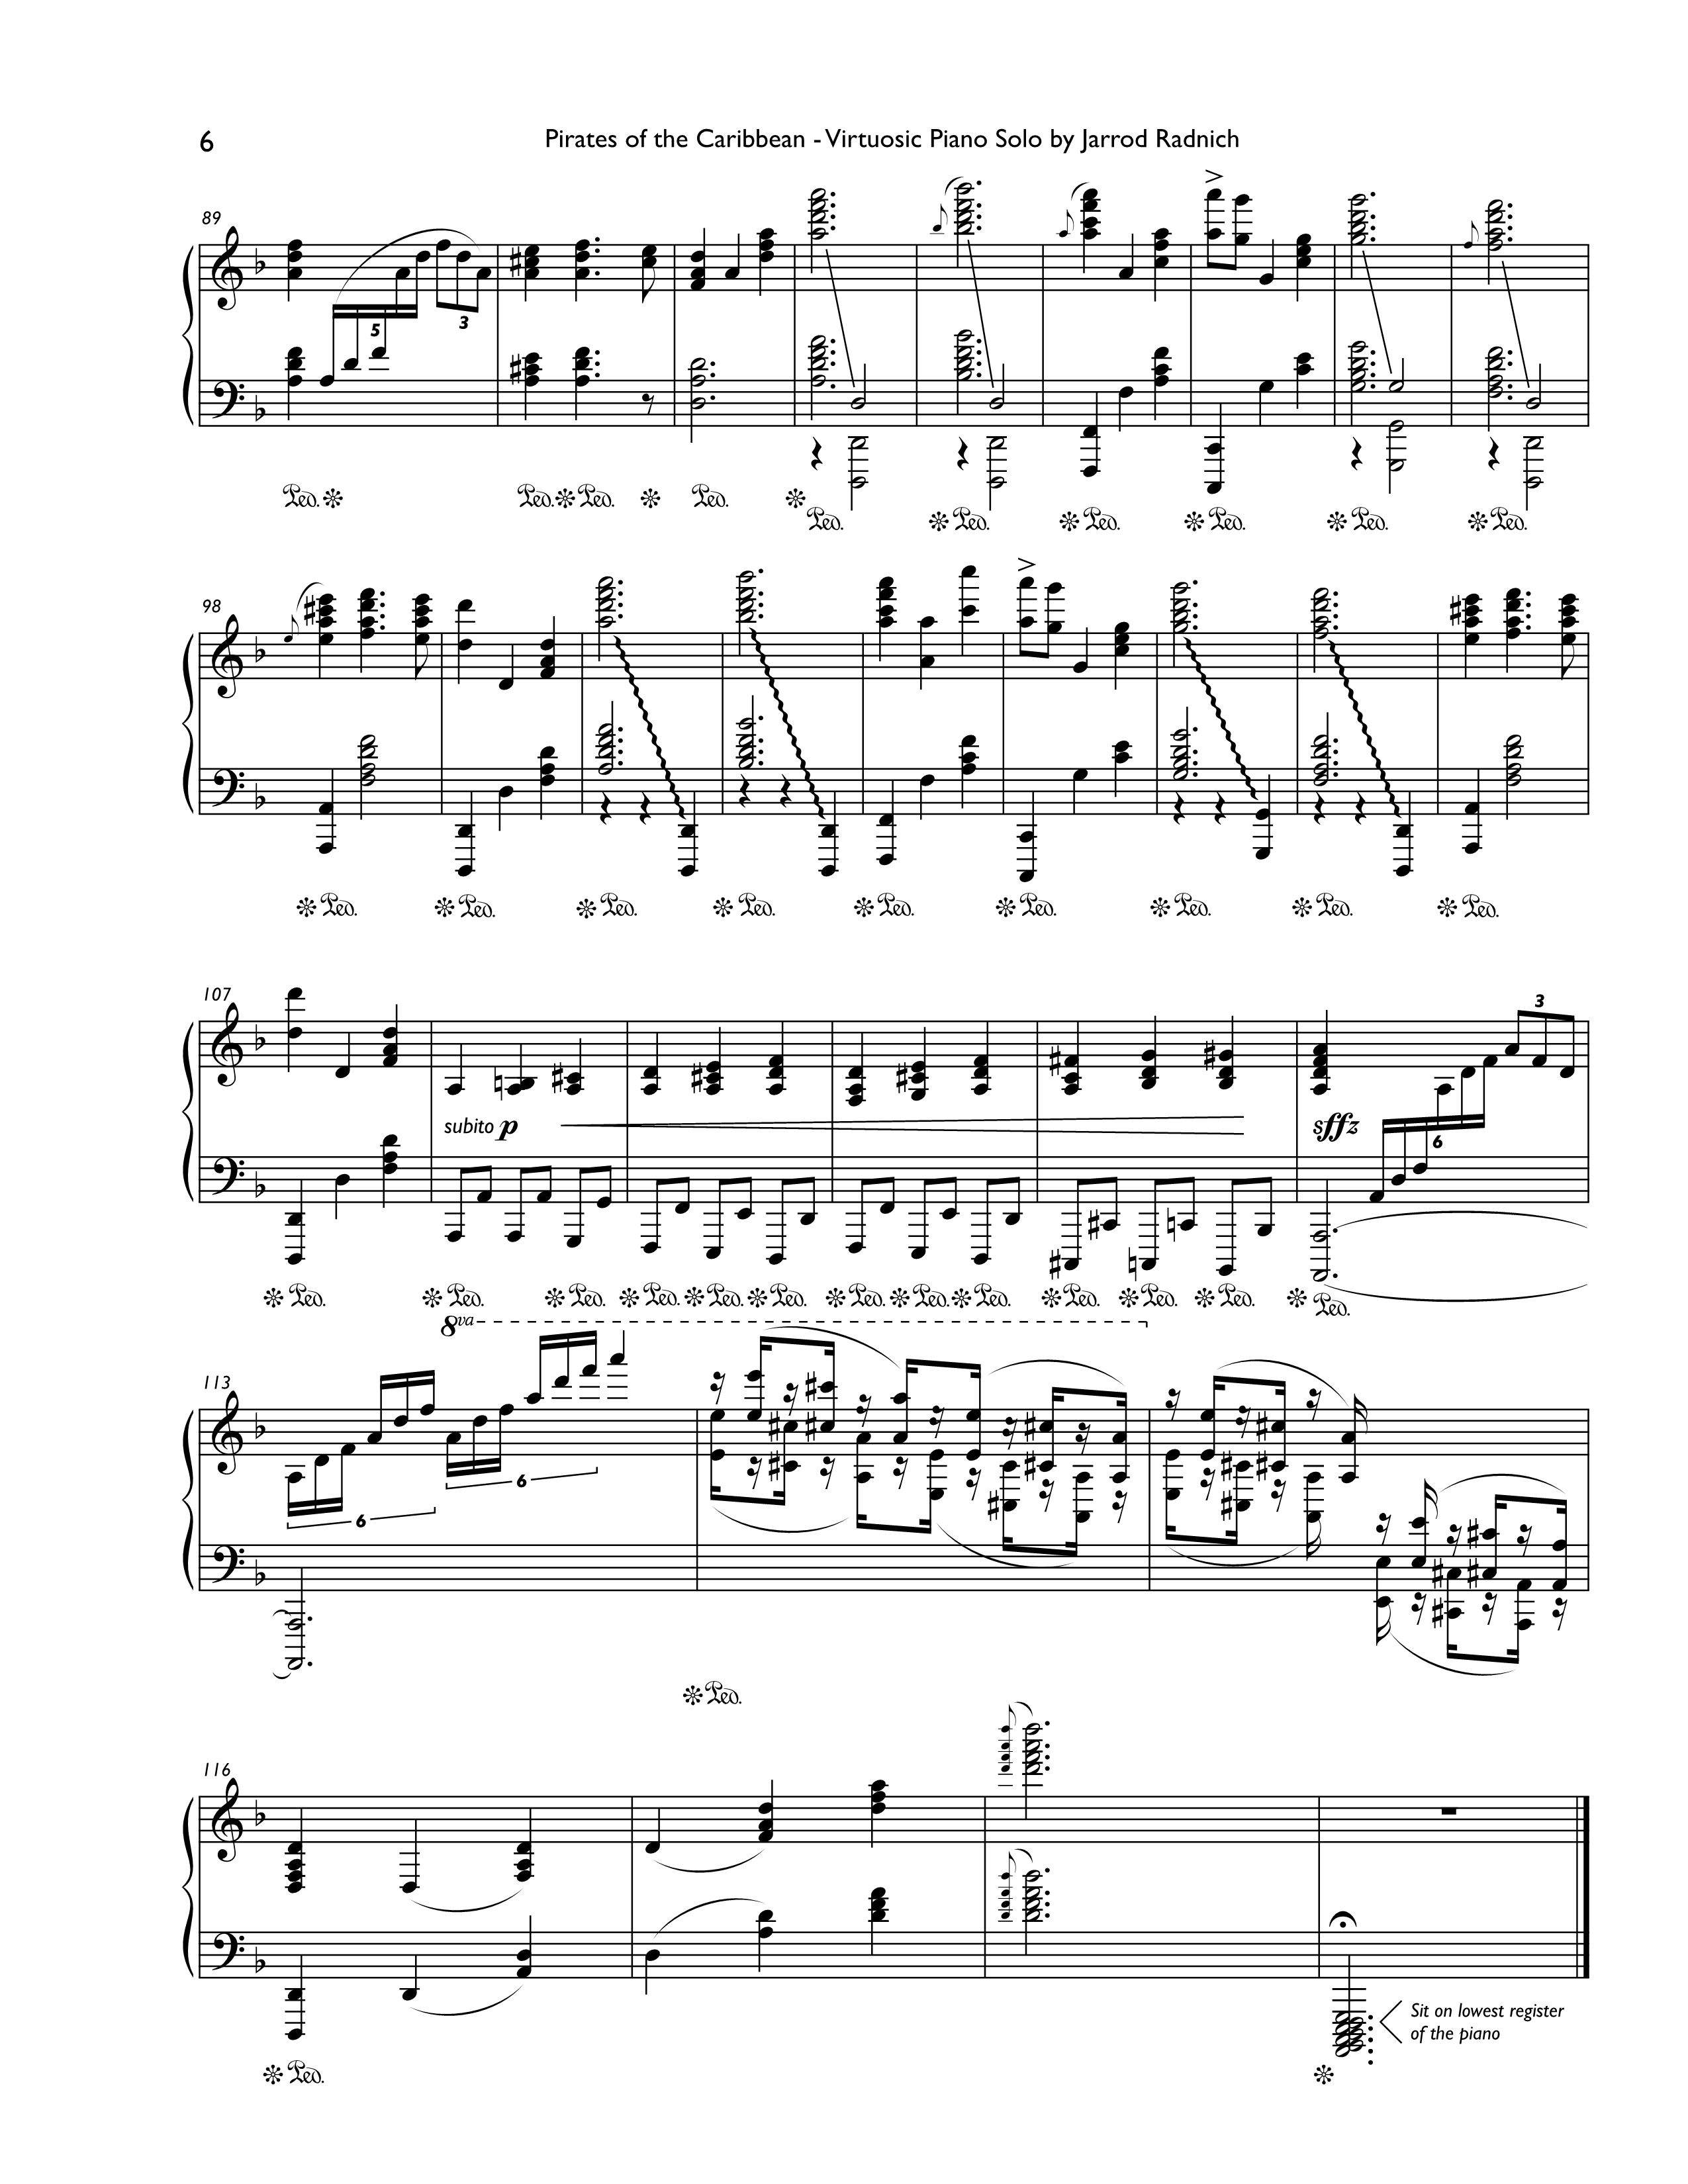 6
Pirates of the Caribbean - Virtuosic Piano Solo by Jarrod Radnich
89
5
3
Ped. Ped. Ped. Ped. Ped. Ped. Ped. Ped. Ped. Ped.
98
Ped. Ped. Ped. Ped. Ped. Ped. Ped. Ped. Ped.
107
3
subito p
sffz
6
Ped. Ped. Ped. Ped. Ped. Ped. Ped. Ped. Ped. Ped. Ped. Ped. Ped.
8va
113
6
6
Ped.
116
Sit on lowest register
of the piano
Ped.